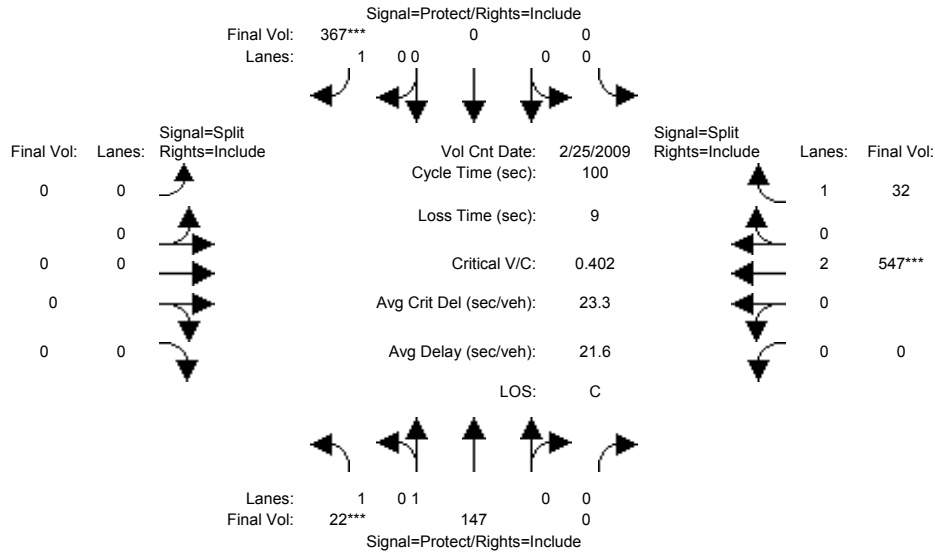 Signal=Protect/Rights=Include
Final Vol: 367*** 0 0
Lanes: 1 0 0 0 0
Signal=Split Signal=Split
Final Vol: Lanes: Rights=Include Vol Cnt Date: 2/25/2009 Rights=Include Lanes: Final Vol:
Cycle Time (sec): 100
0 0 1 32
Loss Time (sec): 9
0 0
0 0 Critical V/C: 0.402 2 547***
0 Avg Crit Del (sec/veh): 23.3 0
0 0 Avg Delay (sec/veh): 21.6 0 0
LOS: C
Lanes: 1 0 1 0 0
Final Vol: 22*** 147 0
Signal=Protect/Rights=Include